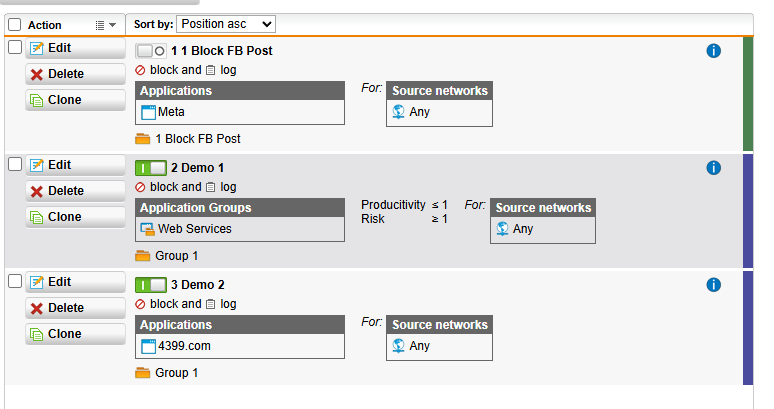 Action Sort by: Position asc
Edit 1 1 Block FB Post
Delete block and log
Clone Applications For: Source networks
Meta Any
1 Block FB Post
Edit 2 Demo 1
Delete block and log
Clone Application Groups Producitivity ≤ 1 For: Source networks
Web Services Risk ≥ 1 Any
Group 1
Edit 3 Demo 2
Delete block and log
Clone Applications For: Source networks
4399.com Any
Group 1